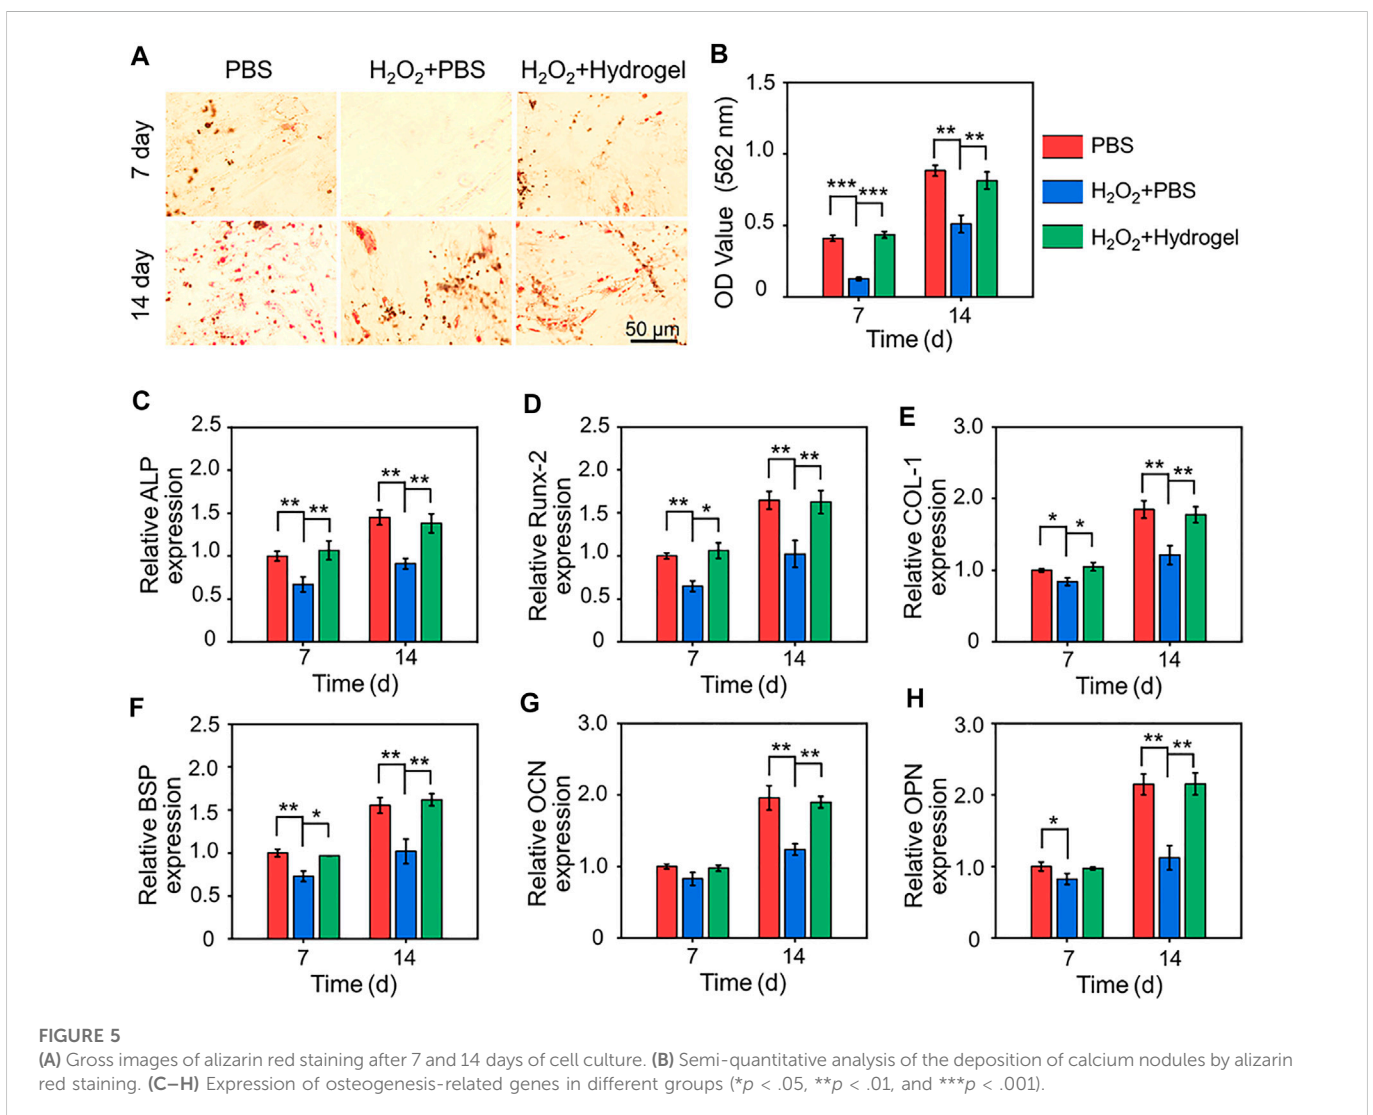 A
PBS
H₂O₂+PBS
H₂O₂+Hydrogel
7 day
14 day
50 µm
B
OD Value (562 nm)
1.5
1.0
0.5
0
***
***
**
**
7
14
Time (d)
PBS
H₂O₂+PBS
H₂O₂+Hydrogel
C
Relative ALP
expression
2.5
2.0
1.5
1.0
0.5
0
**
**
**
**
7
14
Time (d)
D
Relative Runx-2
expression
2.5
2.0
1.5
1.0
0.5
0
**
*
**
**
7
14
Time (d)
E
Relative COL-1
expression
3.0
2.0
1.0
0
*
*
**
**
7
14
Time (d)
F
Relative BSP
expression
2.5
2.0
1.5
1.0
0.5
0
**
*
**
**
7
14
Time (d)
G
Relative OCN
expression
3.0
2.0
1.0
0
**
**
7
14
Time (d)
H
Relative OPN
expression
3.0
2.0
1.0
0
*
**
**
7
14
Time (d)
FIGURE 5
(A) Gross images of alizarin red staining after 7 and 14 days of cell culture. (B) Semi-quantitative analysis of the deposition of calcium nodules by alizarin
red staining. (C–H) Expression of osteogenesis-related genes in different groups (*p < .05, **p < .01, and ***p < .001).